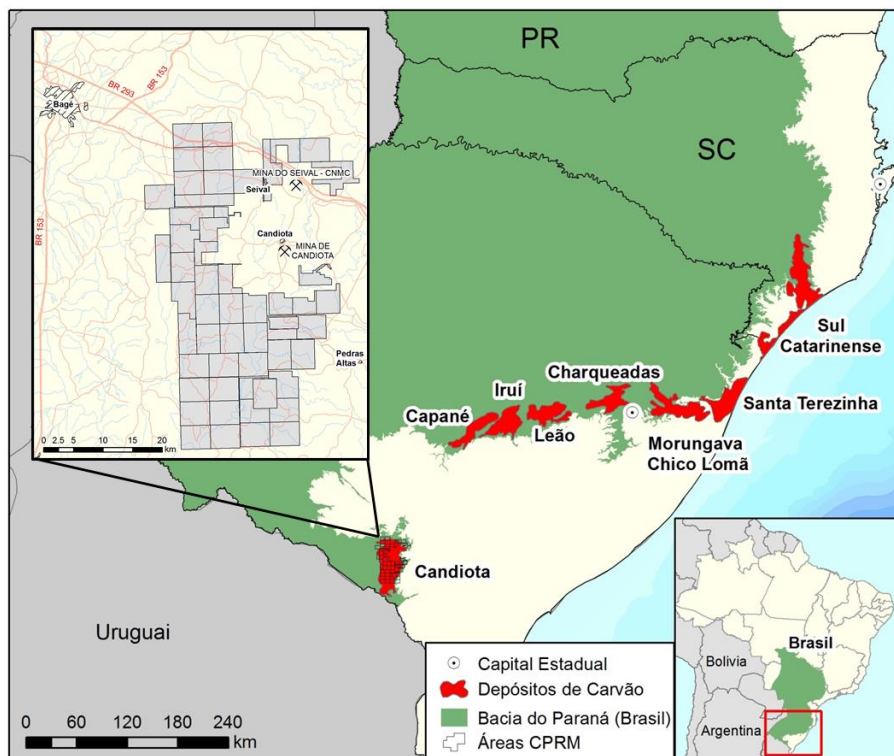 PR
SC
BR 293
BR 153
Bagé
MINA DO SEIVAL - CNMC
Seival
BR 153
Candiota
MINA DE
CANDIOTA
Pedras
Altas
0 2.5 5 10 15 20
km
Sul
Catarinense
Charqueadas
Iruí
Capané
Santa Terezinha
Leão
Morungava
Chico Lomã
Candiota
Uruguai
Brasil
Bolivia
Argentina
Capital Estadual
Depósitos de Carvão
Bacia do Paraná (Brasil)
Áreas CPRM
0 30 60 120 180 240
km